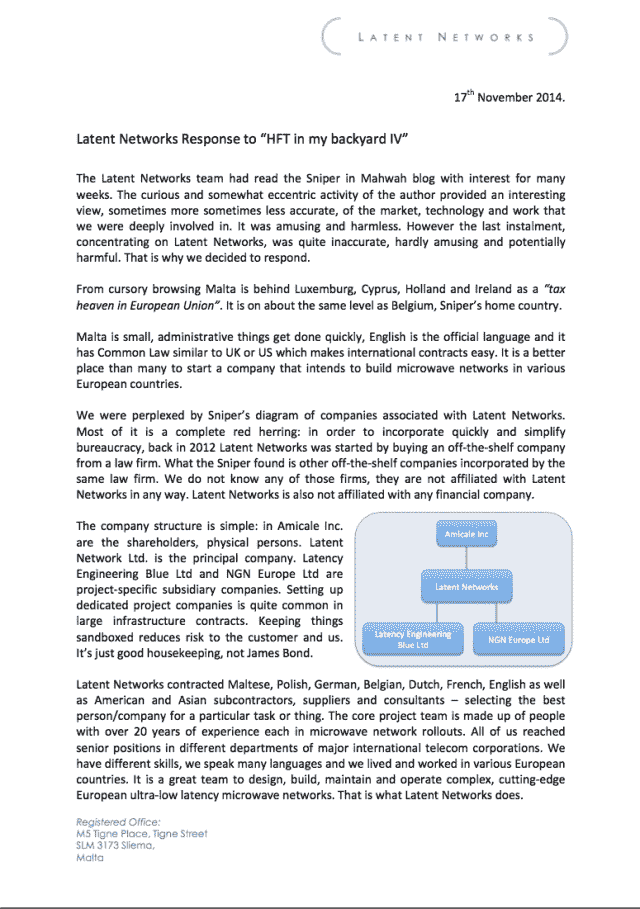 LATENT NETWORKS
17th November 2014.
Latent Networks Response to “HFT in my backyard IV”
The Latent Networks team had read the Sniper in Mahwah blog with interest for many
weeks. The curious and somewhat eccentric activity of the author provided an interesting
view, sometimes more sometimes less accurate, of the market, technology and work that
we were deeply involved in. It was amusing and harmless. However the last instalment,
concentrating on Latent Networks, was quite inaccurate, hardly amusing and potentially
harmful. That is why we decided to respond.
From cursory browsing Malta is behind Luxemburg, Cyprus, Holland and Ireland as a “tax
heaven in European Union”. It is on about the same level as Belgium, Sniper’s home country.
Malta is small, administrative things get done quickly, English is the official language and it
has Common Law similar to UK or US which makes international contracts easy. It is a better
place than many to start a company that intends to build microwave networks in various
European countries.
We were perplexed by Sniper’s diagram of companies associated with Latent Networks.
Most of it is a complete red herring: in order to incorporate quickly and simplify
bureaucracy, back in 2012 Latent Networks was started by buying an off-the-shelf company
from a law firm. What the Sniper found is other off-the-shelf companies incorporated by the
same law firm. We do not know any of those firms, they are not affiliated with Latent
Networks in any way. Latent Networks is also not affiliated with any financial company.
The company structure is simple: in Amicale Inc.
are the shareholders, physical persons. Latent
Network Ltd. is the principal company. Latency
Engineering Blue Ltd and NGN Europe Ltd are
project-specific subsidiary companies. Setting up
dedicated project companies is quite common in
large infrastructure contracts. Keeping things
sandboxed reduces risk to the customer and us.
It’s just good housekeeping, not James Bond.
Amicale Inc
Latent Networks
Latency Engineering
Blue Ltd
NGN Europe Ltd
Latent Networks contracted Maltese, Polish, German, Belgian, Dutch, French, English as well
as American and Asian subcontractors, suppliers and consultants – selecting the best
person/company for a particular task or thing. The core project team is made up of people
with over 20 years of experience each in microwave network rollouts. All of us reached
senior positions in different departments of major international telecom corporations. We
have different skills, we speak many languages and we lived and worked in various European
countries. It is a great team to design, build, maintain and operate complex, cutting-edge
European ultra-low latency microwave networks. That is what Latent Networks does.
Registered Office:
M5 Tigne Place, Tigne Street
SLM 3173 Sliema,
Malta